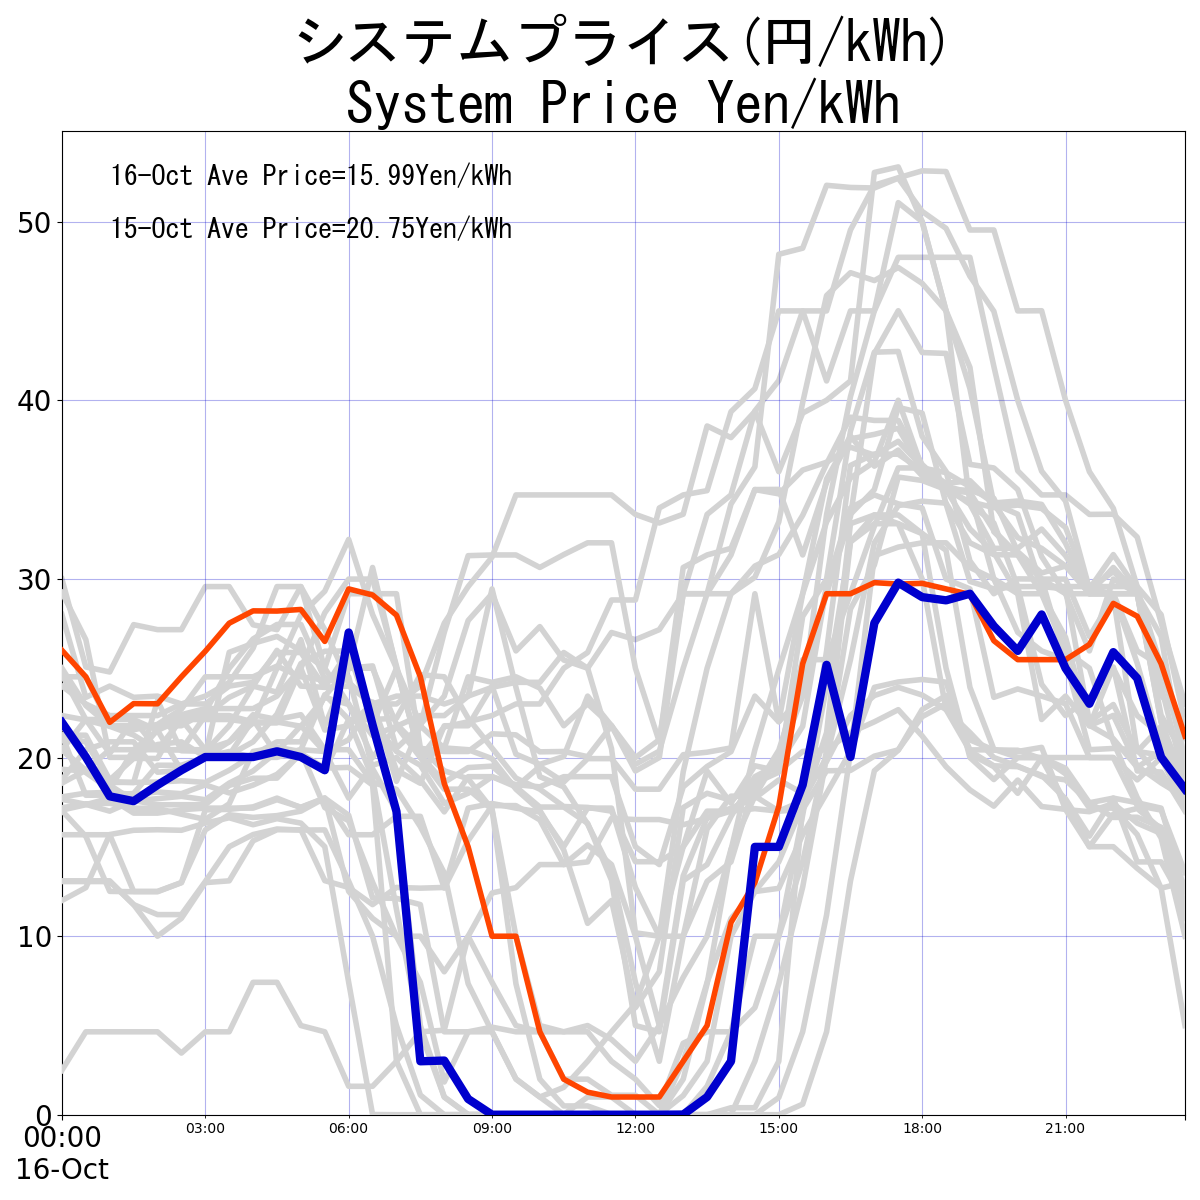 システムプライス(円/kWh)
System Price Yen/kWh
16-Oct Ave Price=15.99Yen/kWh
15-Oct Ave Price=20.75Yen/kWh
50
40
30
20
10
0
00:00 03:00 06:00 09:00 12:00 15:00 18:00 21:00
16-Oct